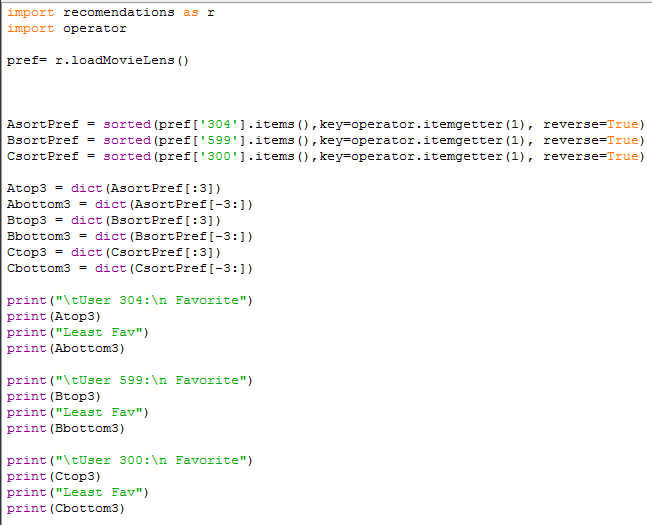 import recomendations as r
import operator
pref= r.loadMovieLens()
AsortPref = sorted(pref['304'].items(),key=operator.itemgetter(1), reverse=True)
BsortPref = sorted(pref['599'].items(),key=operator.itemgetter(1), reverse=True)
CsortPref = sorted(pref['300'].items(),key=operator.itemgetter(1), reverse=True)
Atop3 = dict(AsortPref[:3])
Abottom3 = dict(AsortPref[-3:])
Btop3 = dict(BsortPref[:3])
Bbottom3 = dict(BsortPref[-3:])
Ctop3 = dict(CsortPref[:3])
Cbottom3 = dict(CsortPref[-3:])
print("\tUser 304:\n Favorite")
print(Atop3)
print("Least Fav")
print(Abottom3)
print("\tUser 599:\n Favorite")
print(Btop3)
print("Least Fav")
print(Bbottom3)
print("\tUser 300:\n Favorite")
print(Ctop3)
print("Least Fav")
print(Cbottom3)